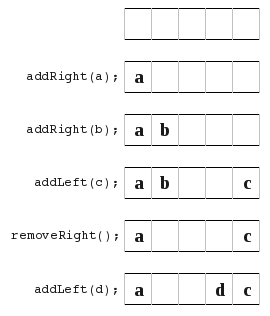 addRight(a); a
addRight(b); a b
addLeft(c); a b c
removeRight(); a c
addLeft(d); a d c